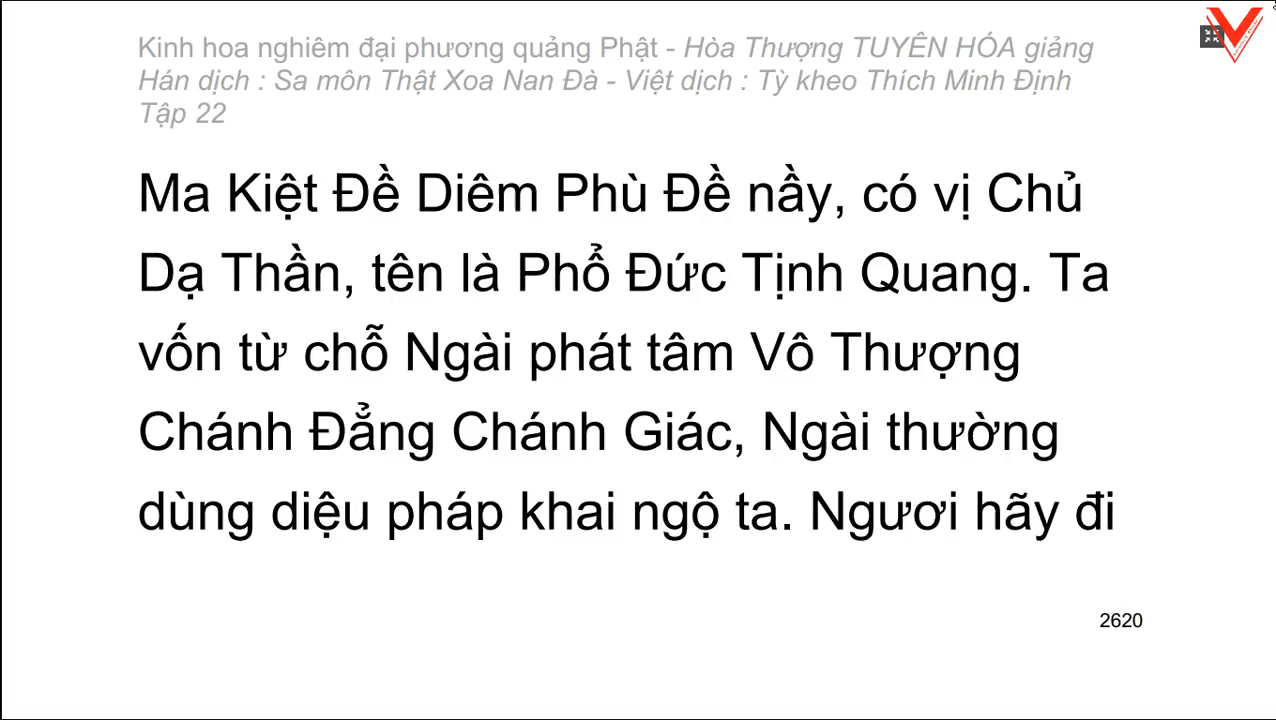 Kinh hoa nghiêm đại phương quảng Phật - Hòa Thượng TUYÊN HÓA giảng
Hán dịch : Sa môn Thật Xoa Nan Đà - Việt dịch : Tỳ kheo Thích Minh Định
Tập 22
Ma Kiệt Đề Diêm Phù Đề nầy, có vị Chủ
Dạ Thần, tên là Phổ Đức Tịnh Quang. Ta
vốn từ chỗ Ngài phát tâm Vô Thượng
Chánh Đẳng Chánh Giác, Ngài thường
dùng diệu pháp khai ngộ ta. Ngươi hãy đi
2620